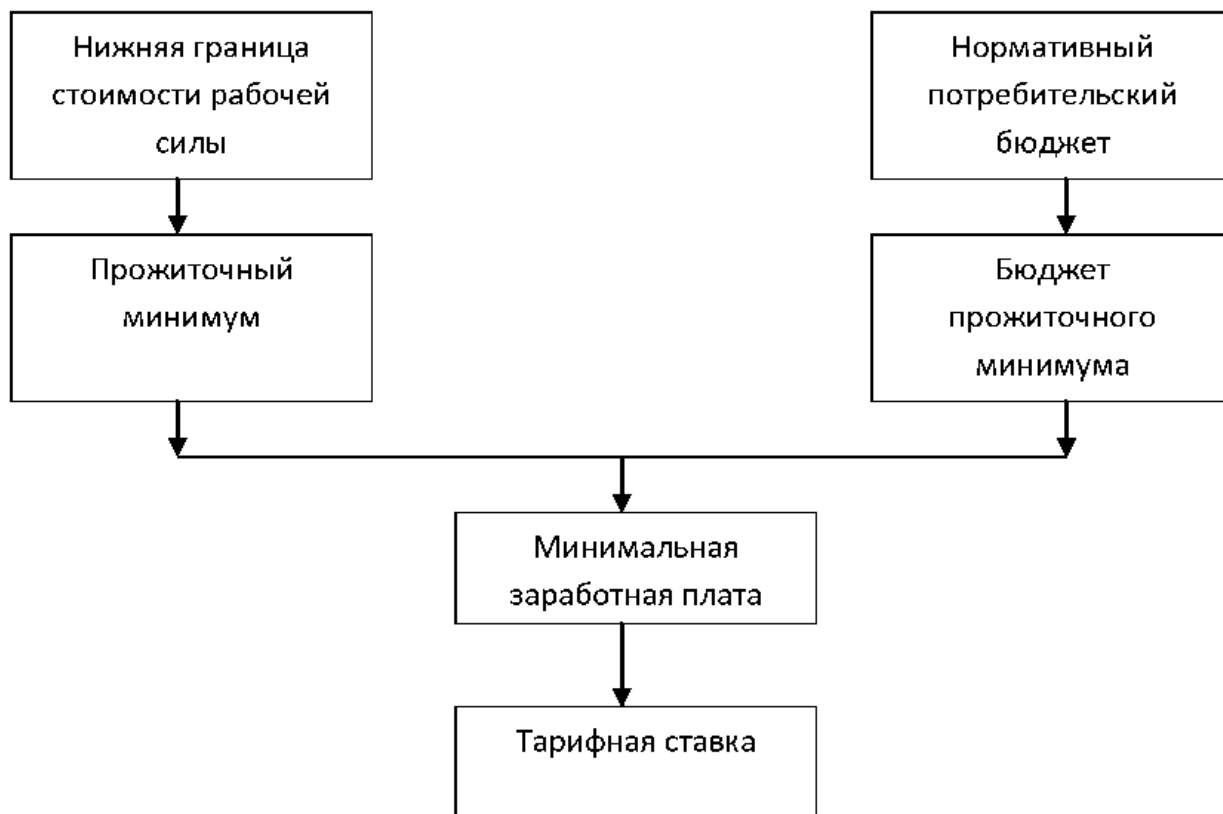 Нижняя граница
стоимости рабочей
силы
Нормативный
потребительский
бюджет
Прожиточный
минимум
Бюджет
прожиточного
минимума
Минимальная
заработная плата
Тарифная ставка